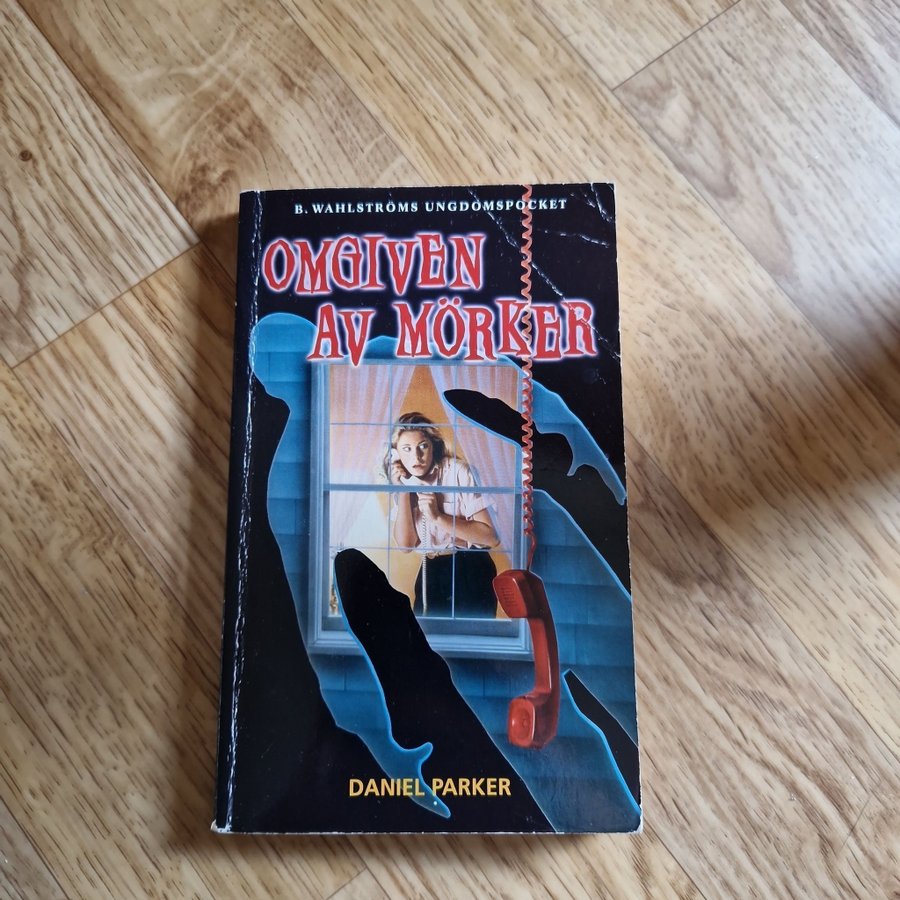 B. WAHLSTRÖMS UNGDOMSPOCKET
OMGIVEN
AV MÖRKER
DANIEL PARKER